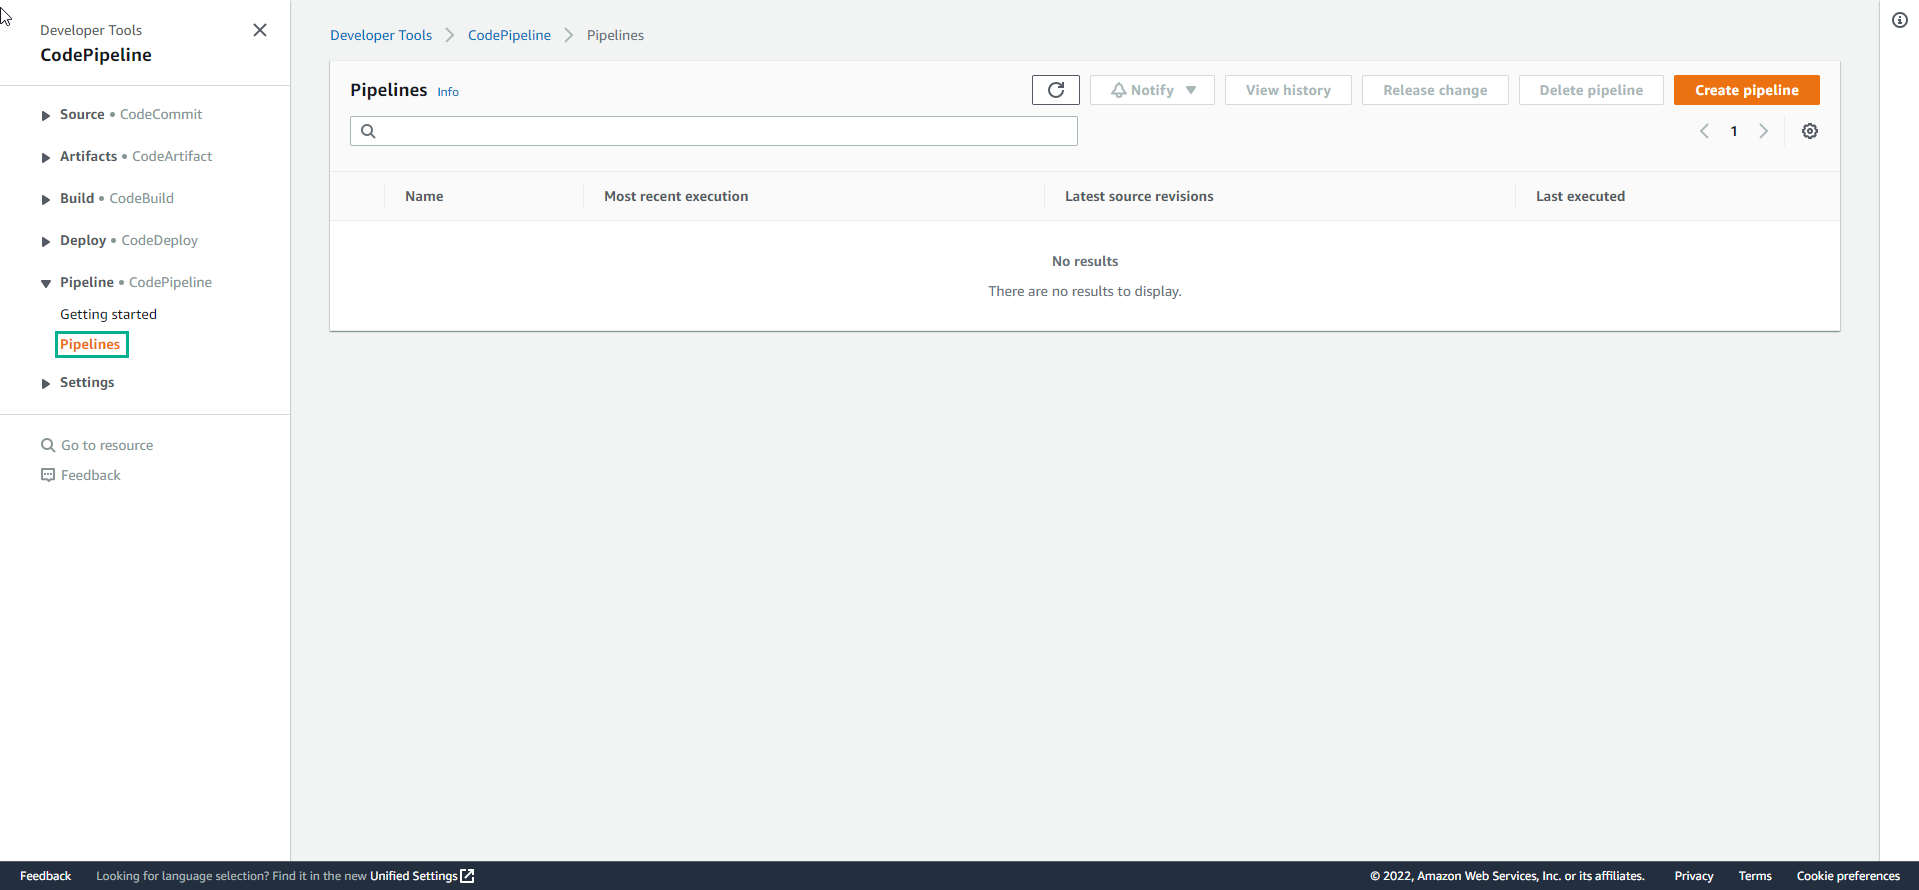 Developer Tools
CodePipeline
Source • CodeCommit
Artifacts • CodeArtifact
Build • CodeBuild
Deploy • CodeDeploy
Pipeline • CodePipeline
Getting started
Pipelines
Settings
Go to resource
Feedback
Developer Tools > CodePipeline > Pipelines
Pipelines Info
Notify
View history
Release change
Delete pipeline
Create pipeline
1
Name
Most recent execution
Latest source revisions
Last executed
No results
There are no results to display.
Feedback
Looking for language selection? Find it in the new Unified Settings
© 2022, Amazon Web Services, Inc. or its affiliates.
Privacy
Terms
Cookie preferences